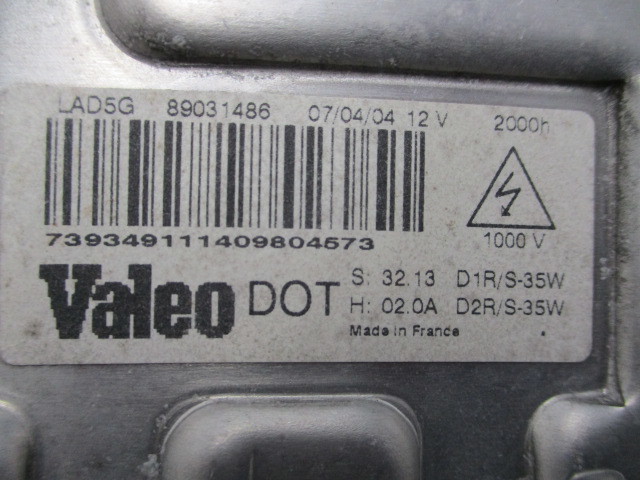 LAD5G 89031486 07/04/04 12 V 2000h
739349111409804573
1000 V
Valeo DOT S: 32.13 D1R/S-35W
H: 02.0A D2R/S-35W
Made in France